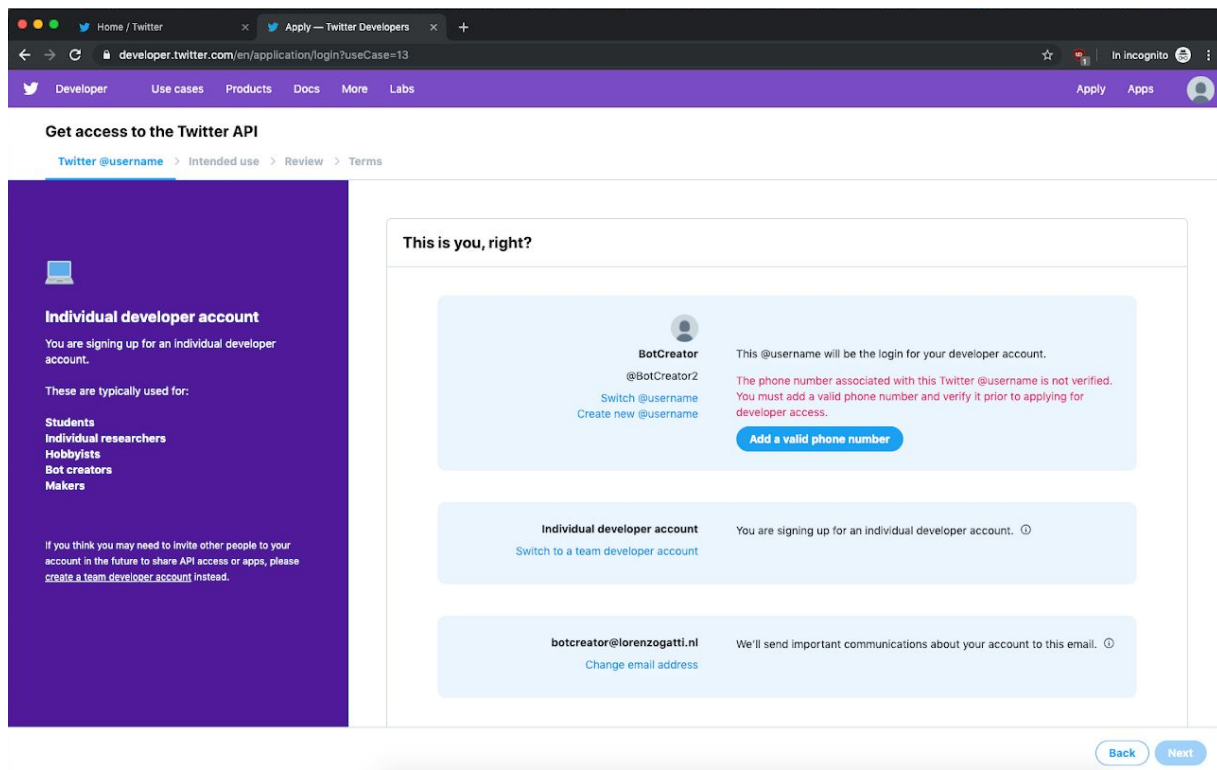 Home / Twitter
Apply — Twitter Developers
developer.twitter.com/en/application/login?useCase=13
In incognito
1
Developer Use cases Products Docs More Labs Apply Apps
Get access to the Twitter API
Twitter @username > Intended use > Review > Terms
Individual developer account
You are signing up for an individual developer
account.
These are typically used for:
Students
Individual researchers
Hobbyists
Bot creators
Makers
If you think you may need to invite other people to your
account in the future to share API access or apps, please
create a team developer account instead.
This is you, right?
BotCreator
@BotCreator2
Switch @username
Create new @username
This @username will be the login for your developer account.
The phone number associated with this Twitter @username is not verified.
You must add a valid phone number and verify it prior to applying for
developer access.
Add a valid phone number
Individual developer account
Switch to a team developer account
You are signing up for an individual developer account.
botcreator@lorenzogatti.nl
Change email address
We'll send important communications about your account to this email.
Back
Next